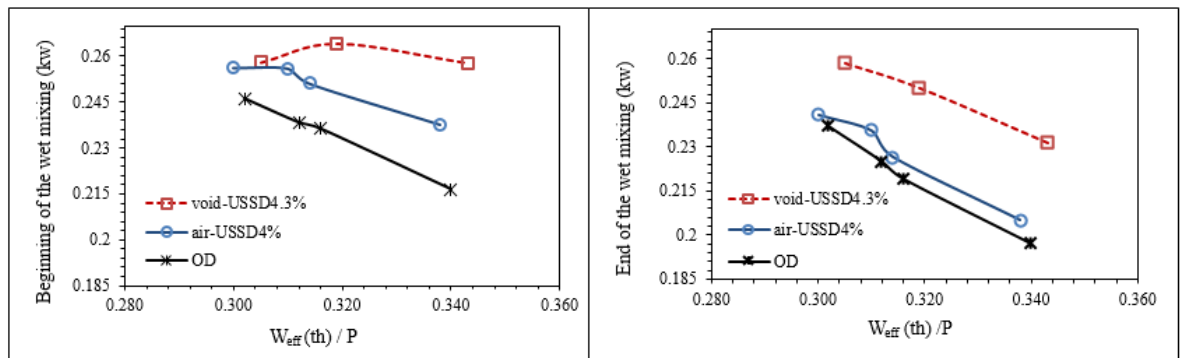 Beginning of the wet mixing (kw)
0.26
0.245
0.23
0.215
0.2
0.185
void-USSD4.3%
air-USSD4%
OD
0.280 0.300 0.320 0.340 0.360
Weff (th) / P
End of the wet mixing (kw)
0.26
0.245
0.23
0.215
0.2
0.185
void-USSD4.3%
air-USSD4%
OD
0.280 0.300 0.320 0.340 0.360
Weff (th) / P